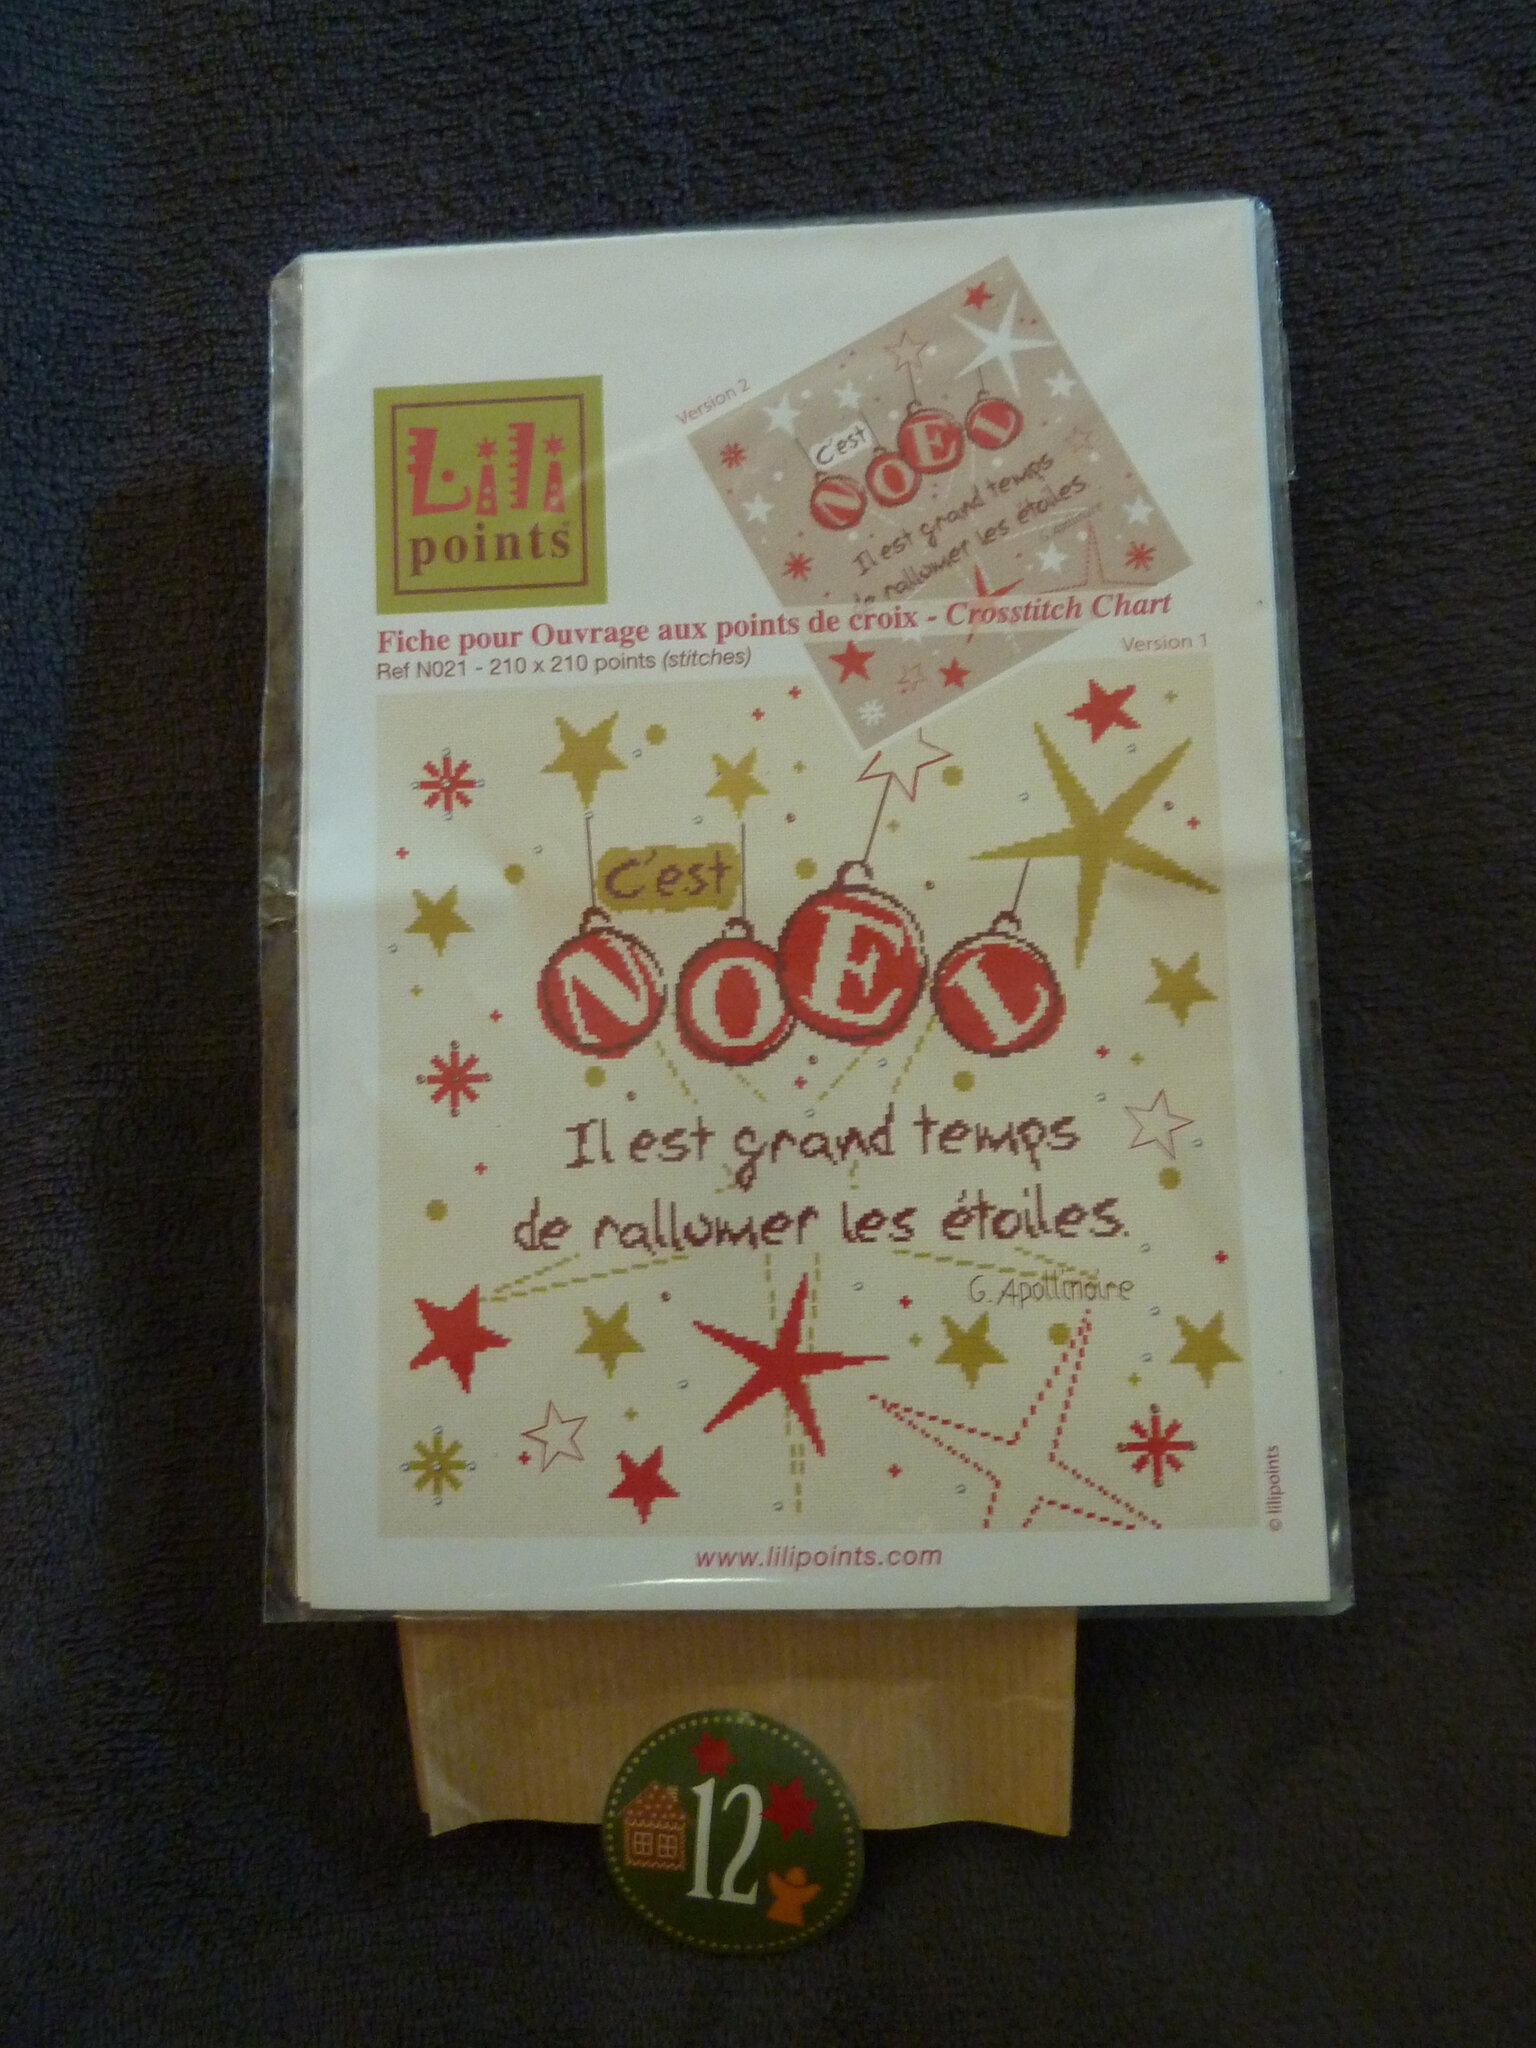 Lili
points
Version 2
C'est
NOEL
Il est grand temps
de rallumer les étoiles
G. Apollinaire
Fiche pour Ouvrage aux points de croix - Crosstitch Chart
Ref N021 - 210 x 210 points (stitches)
Version 1
C'est
NOEL
Il est grand temps
de rallumer les étoiles.
G. Apollinaire
© lilipoints
www.lilipoints.com
12